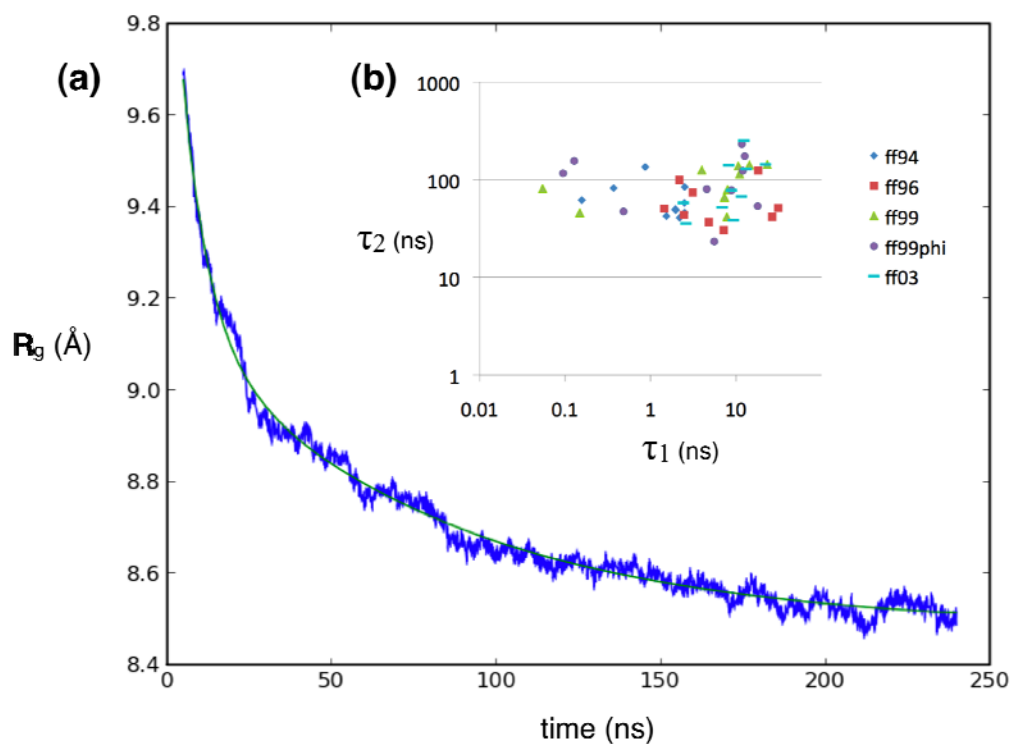 9.8
(a)
(b)
1000
9.6
ff94
100
ff96
9.4
τ2 (ns)
ff99
ff99phi
10
ff03
9.2
Rg (Å)
1
9.0
0.01 0.1 1 10
τ1 (ns)
8.8
8.6
8.4
0 50 100 150 200 250
time (ns)